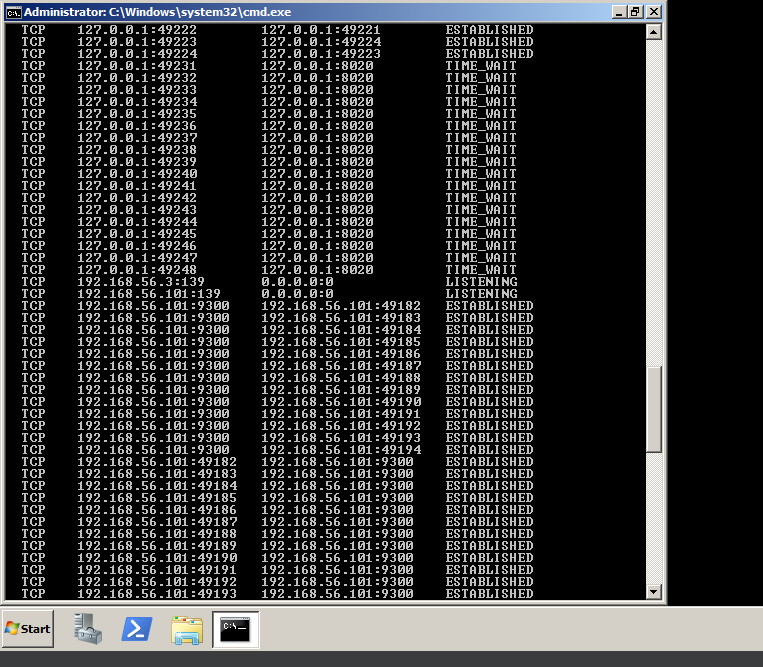 Administrator: C:\Windows\system32\cmd.exe
TCP 127.0.0.1:49222 127.0.0.1:49221 ESTABLISHED
TCP 127.0.0.1:49223 127.0.0.1:49224 ESTABLISHED
TCP 127.0.0.1:49224 127.0.0.1:49223 ESTABLISHED
TCP 127.0.0.1:49231 127.0.0.1:8020 TIME_WAIT
TCP 127.0.0.1:49232 127.0.0.1:8020 TIME_WAIT
TCP 127.0.0.1:49233 127.0.0.1:8020 TIME_WAIT
TCP 127.0.0.1:49234 127.0.0.1:8020 TIME_WAIT
TCP 127.0.0.1:49235 127.0.0.1:8020 TIME_WAIT
TCP 127.0.0.1:49236 127.0.0.1:8020 TIME_WAIT
TCP 127.0.0.1:49237 127.0.0.1:8020 TIME_WAIT
TCP 127.0.0.1:49238 127.0.0.1:8020 TIME_WAIT
TCP 127.0.0.1:49239 127.0.0.1:8020 TIME_WAIT
TCP 127.0.0.1:49240 127.0.0.1:8020 TIME_WAIT
TCP 127.0.0.1:49241 127.0.0.1:8020 TIME_WAIT
TCP 127.0.0.1:49242 127.0.0.1:8020 TIME_WAIT
TCP 127.0.0.1:49243 127.0.0.1:8020 TIME_WAIT
TCP 127.0.0.1:49244 127.0.0.1:8020 TIME_WAIT
TCP 127.0.0.1:49245 127.0.0.1:8020 TIME_WAIT
TCP 127.0.0.1:49246 127.0.0.1:8020 TIME_WAIT
TCP 127.0.0.1:49247 127.0.0.1:8020 TIME_WAIT
TCP 127.0.0.1:49248 127.0.0.1:8020 TIME_WAIT
TCP 192.168.56.3:139 0.0.0.0:0 LISTENING
TCP 192.168.56.101:139 0.0.0.0:0 LISTENING
TCP 192.168.56.101:9300 192.168.56.101:49182 ESTABLISHED
TCP 192.168.56.101:9300 192.168.56.101:49183 ESTABLISHED
TCP 192.168.56.101:9300 192.168.56.101:49184 ESTABLISHED
TCP 192.168.56.101:9300 192.168.56.101:49185 ESTABLISHED
TCP 192.168.56.101:9300 192.168.56.101:49186 ESTABLISHED
TCP 192.168.56.101:9300 192.168.56.101:49187 ESTABLISHED
TCP 192.168.56.101:9300 192.168.56.101:49188 ESTABLISHED
TCP 192.168.56.101:9300 192.168.56.101:49189 ESTABLISHED
TCP 192.168.56.101:9300 192.168.56.101:49190 ESTABLISHED
TCP 192.168.56.101:9300 192.168.56.101:49191 ESTABLISHED
TCP 192.168.56.101:9300 192.168.56.101:49192 ESTABLISHED
TCP 192.168.56.101:9300 192.168.56.101:49193 ESTABLISHED
TCP 192.168.56.101:9300 192.168.56.101:49194 ESTABLISHED
TCP 192.168.56.101:49182 192.168.56.101:9300 ESTABLISHED
TCP 192.168.56.101:49183 192.168.56.101:9300 ESTABLISHED
TCP 192.168.56.101:49184 192.168.56.101:9300 ESTABLISHED
TCP 192.168.56.101:49185 192.168.56.101:9300 ESTABLISHED
TCP 192.168.56.101:49186 192.168.56.101:9300 ESTABLISHED
TCP 192.168.56.101:49187 192.168.56.101:9300 ESTABLISHED
TCP 192.168.56.101:49188 192.168.56.101:9300 ESTABLISHED
TCP 192.168.56.101:49189 192.168.56.101:9300 ESTABLISHED
TCP 192.168.56.101:49190 192.168.56.101:9300 ESTABLISHED
TCP 192.168.56.101:49191 192.168.56.101:9300 ESTABLISHED
TCP 192.168.56.101:49192 192.168.56.101:9300 ESTABLISHED
TCP 192.168.56.101:49193 192.168.56.101:9300 ESTABLISHED
Start